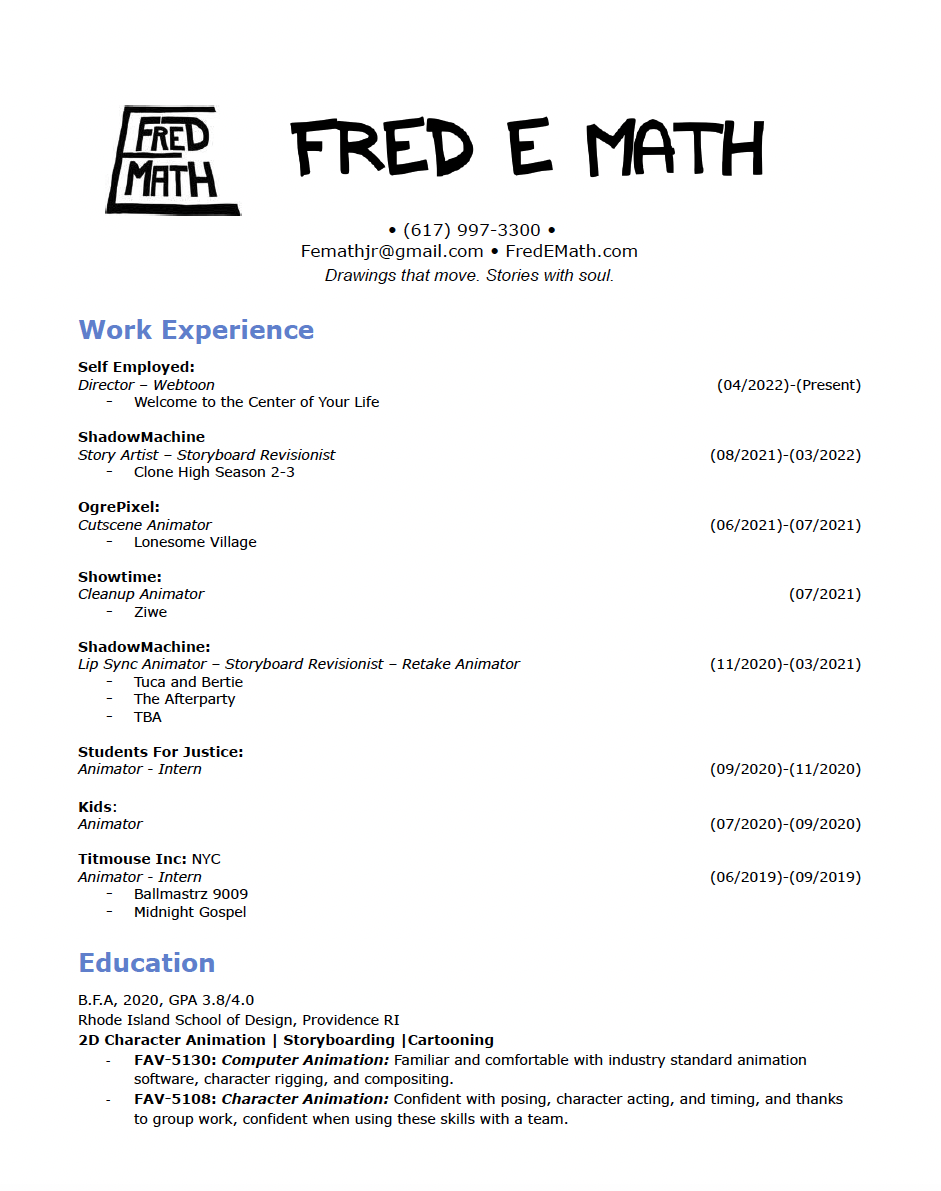 FRED
MATH
FRED E MATH
• (617) 997-3300 •
Femathjr@gmail.com • FredEMath.com
Drawings that move. Stories with soul.
Work Experience
Self Employed:
Director – Webtoon (04/2022)-(Present)
- Welcome to the Center of Your Life
ShadowMachine
Story Artist – Storyboard Revisionist (08/2021)-(03/2022)
- Clone High Season 2-3
OgrePixel:
Cutscene Animator (06/2021)-(07/2021)
- Lonesome Village
Showtime:
Cleanup Animator (07/2021)
- Ziwe
ShadowMachine:
Lip Sync Animator – Storyboard Revisionist – Retake Animator (11/2020)-(03/2021)
- Tuca and Bertie
- The Afterparty
- TBA
Students For Justice:
Animator - Intern (09/2020)-(11/2020)
Kids:
Animator (07/2020)-(09/2020)
Titmouse Inc: NYC
Animator - Intern (06/2019)-(09/2019)
- Ballmastrz 9009
- Midnight Gospel
Education
B.F.A, 2020, GPA 3.8/4.0
Rhode Island School of Design, Providence RI
2D Character Animation | Storyboarding |Cartooning
- FAV-5130: Computer Animation: Familiar and comfortable with industry standard animation
software, character rigging, and compositing.
- FAV-5108: Character Animation: Confident with posing, character acting, and timing, and thanks
to group work, confident when using these skills with a team.